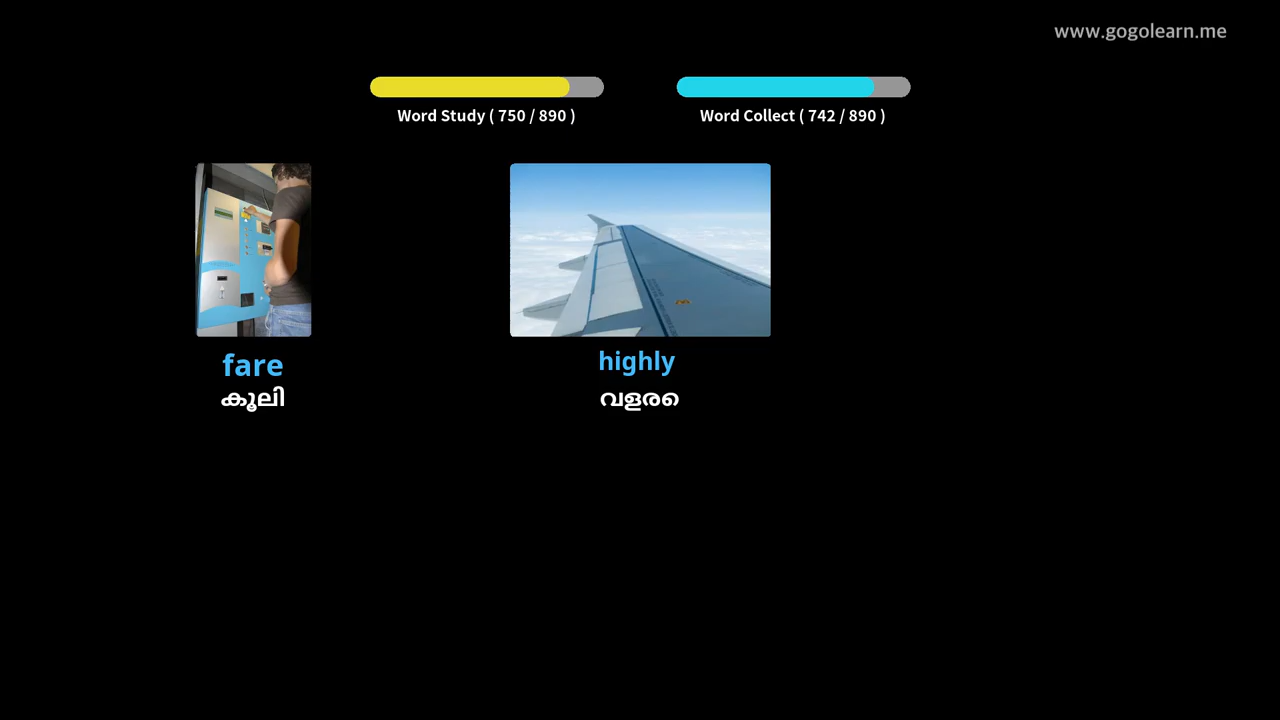 www.gogolearn.me
Word Study ( 750 / 890 )
Word Collect ( 742 / 890 )
fare
കൂലി
highly
വളരെ